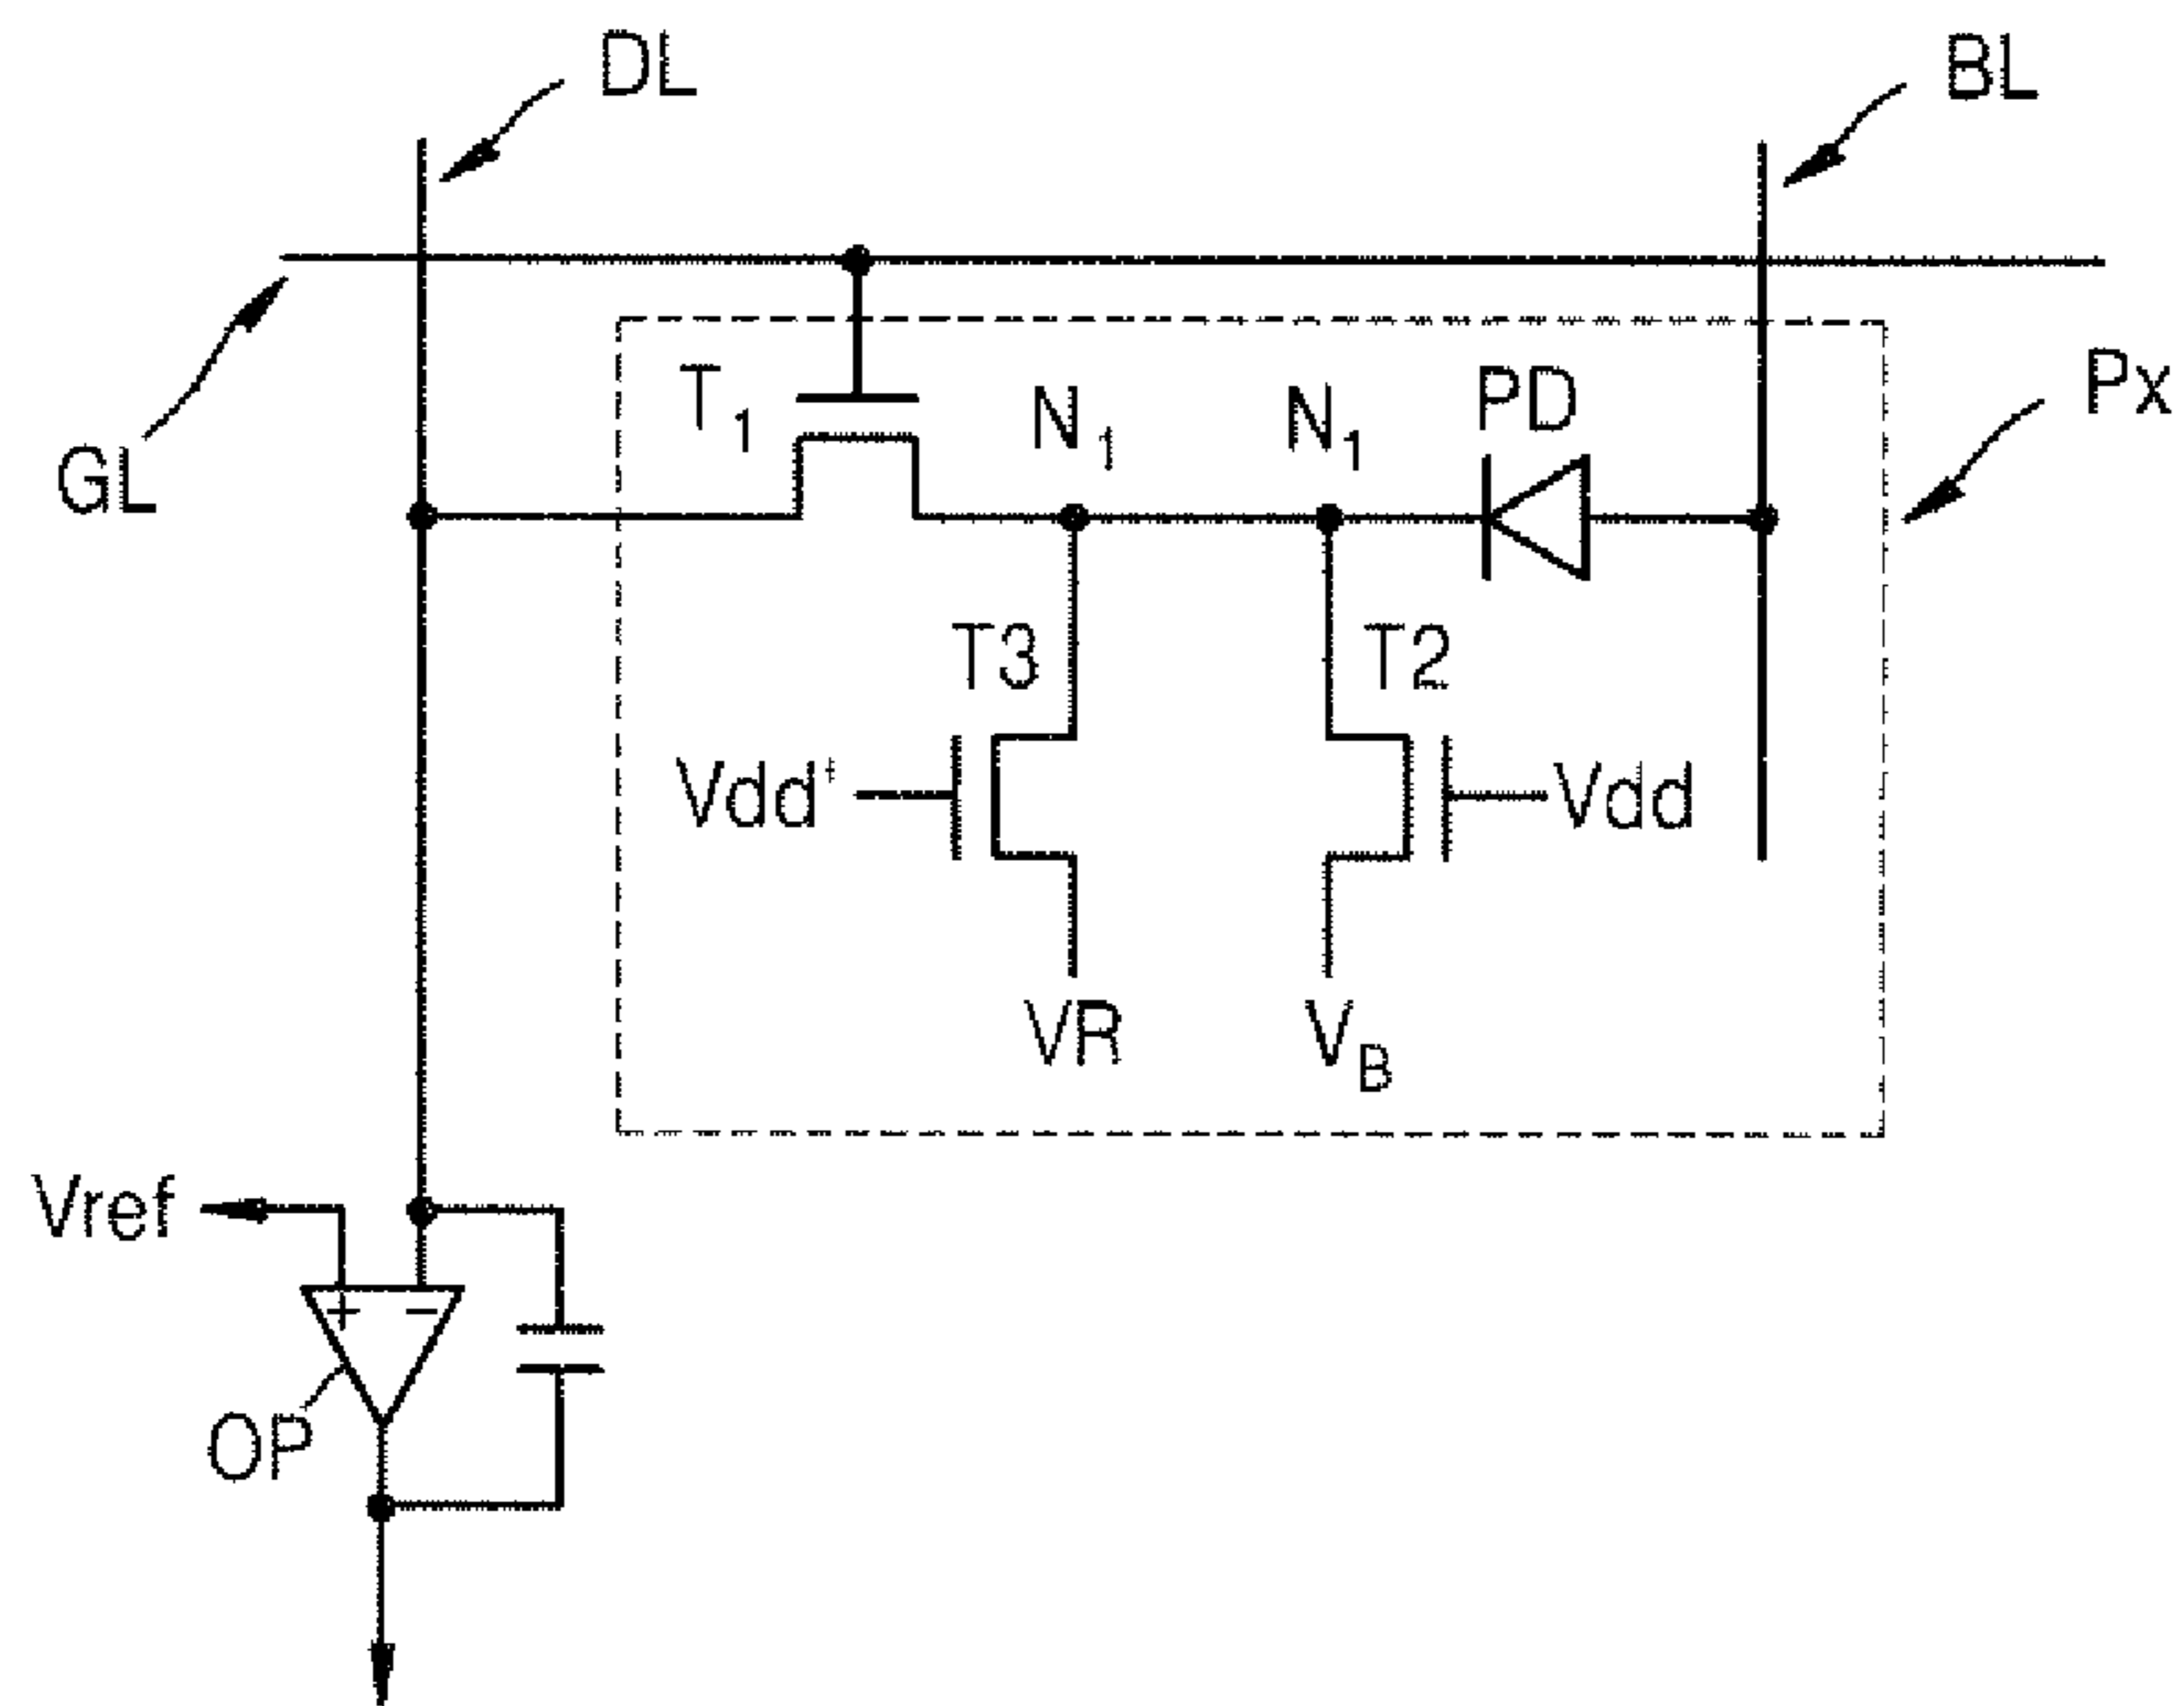 DL
BL
GL
T1
N1
N1
PD
Px
T3
T2
Vdd'
Vdd
VR
VB
Vref
+
−
OP